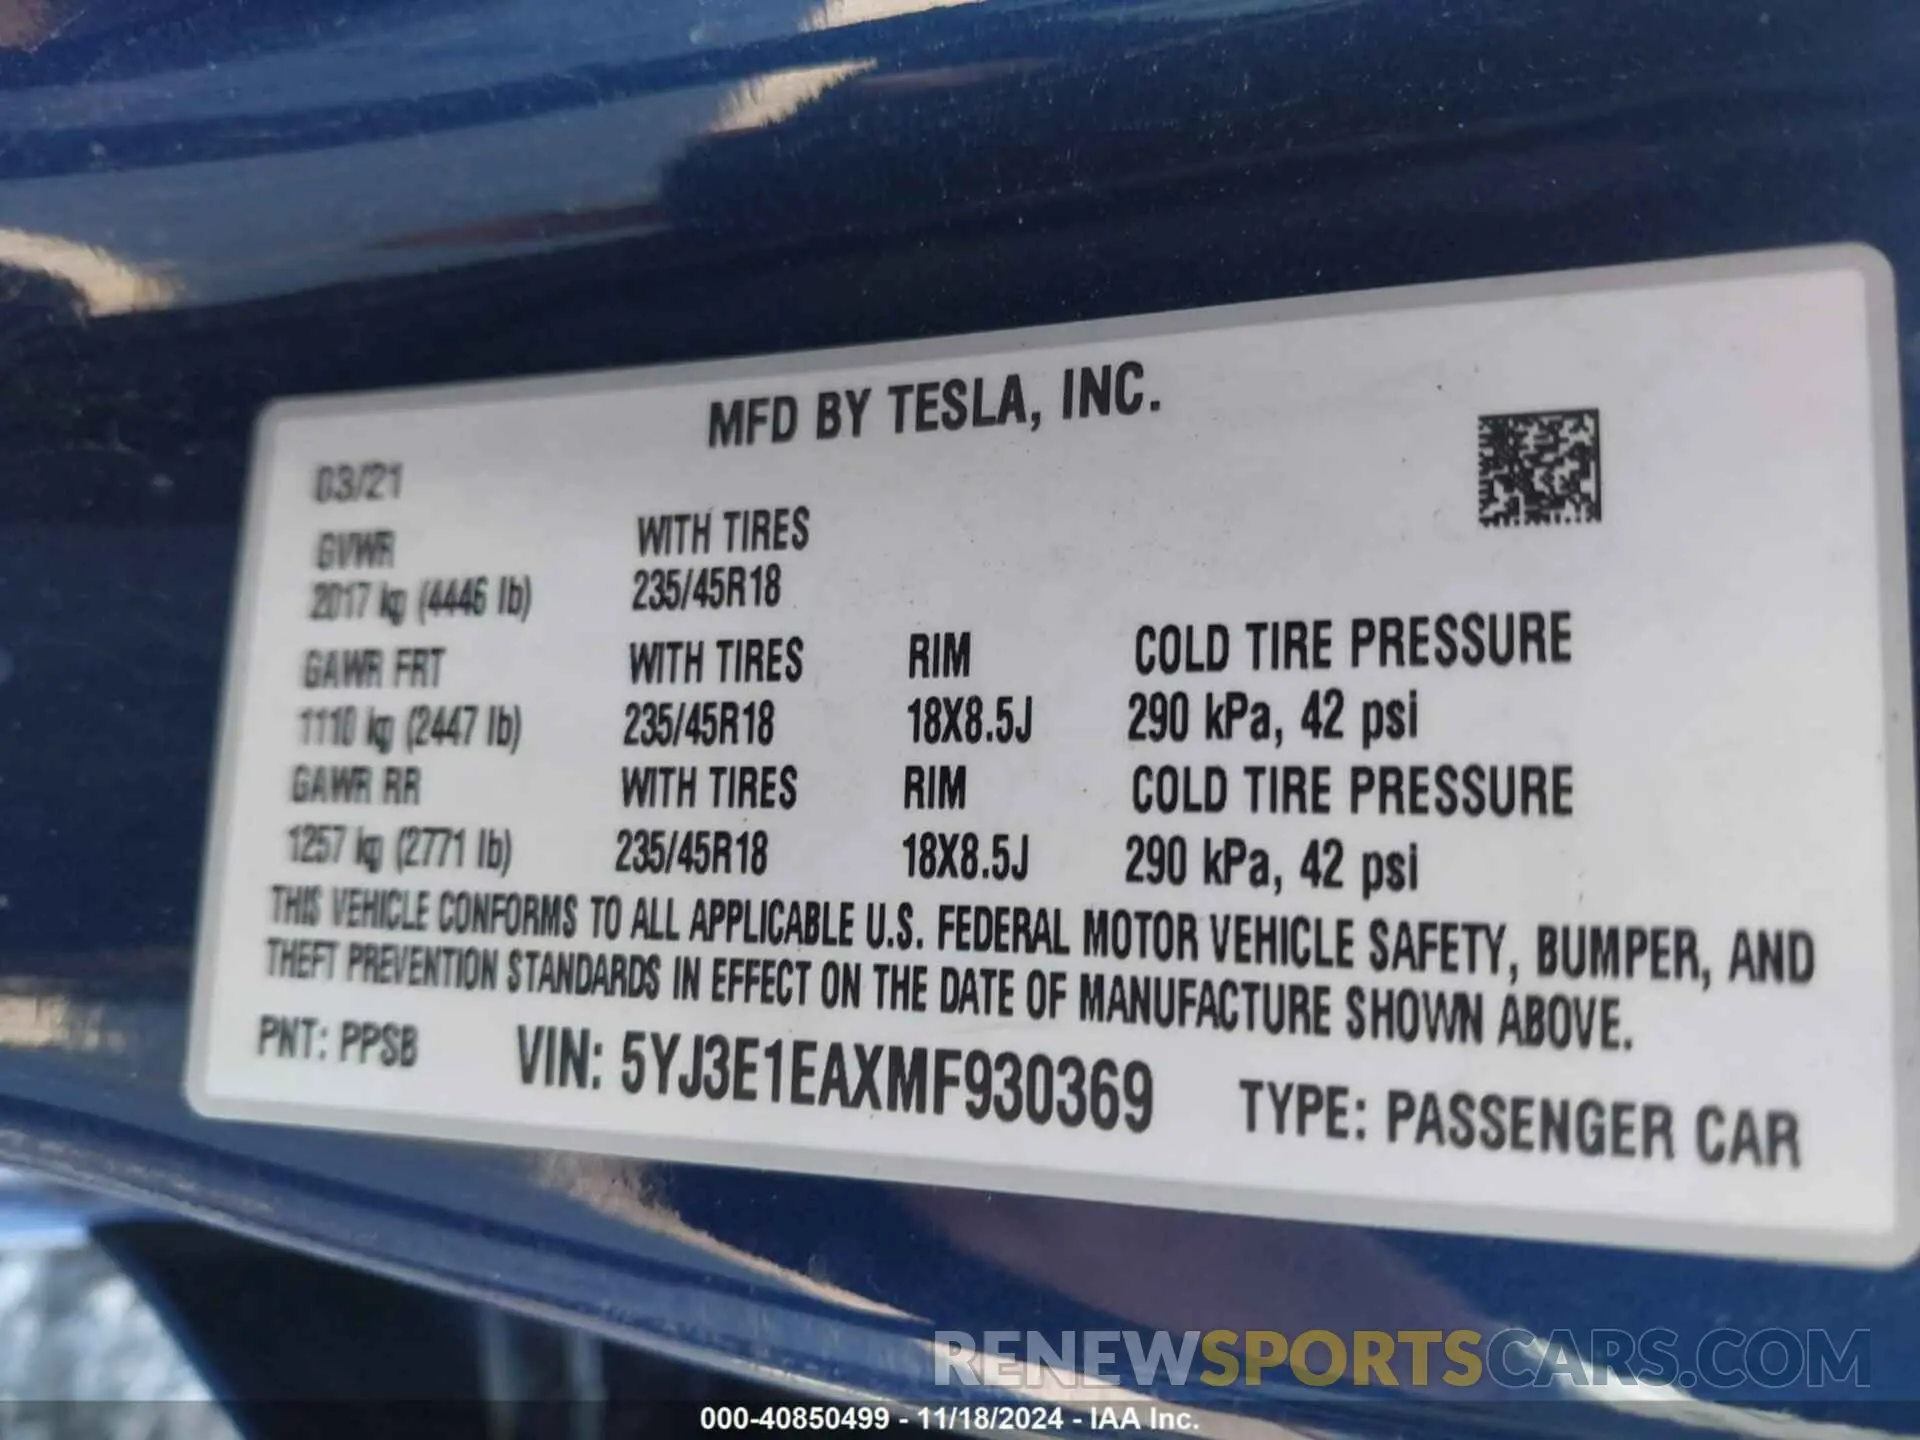 MFD BY TESLA, INC.
03/21
GVWR WITH TIRES
2017 kg (4446 lb) 235/45R18
GAWR FRT WITH TIRES RIM COLD TIRE PRESSURE
1110 kg (2447 lb) 235/45R18 18X8.5J 290 kPa, 42 psi
GAWR RR WITH TIRES RIM COLD TIRE PRESSURE
1257 kg (2771 lb) 235/45R18 18X8.5J 290 kPa, 42 psi
THIS VEHICLE CONFORMS TO ALL APPLICABLE U.S. FEDERAL MOTOR VEHICLE SAFETY, BUMPER, AND
THEFT PREVENTION STANDARDS IN EFFECT ON THE DATE OF MANUFACTURE SHOWN ABOVE.
PNT: PPSB VIN: 5YJ3E1EAXMF930369 TYPE: PASSENGER CAR
RENEWSPORTSCARS.COM
000-40850499 - 11/18/2024 - IAA Inc.